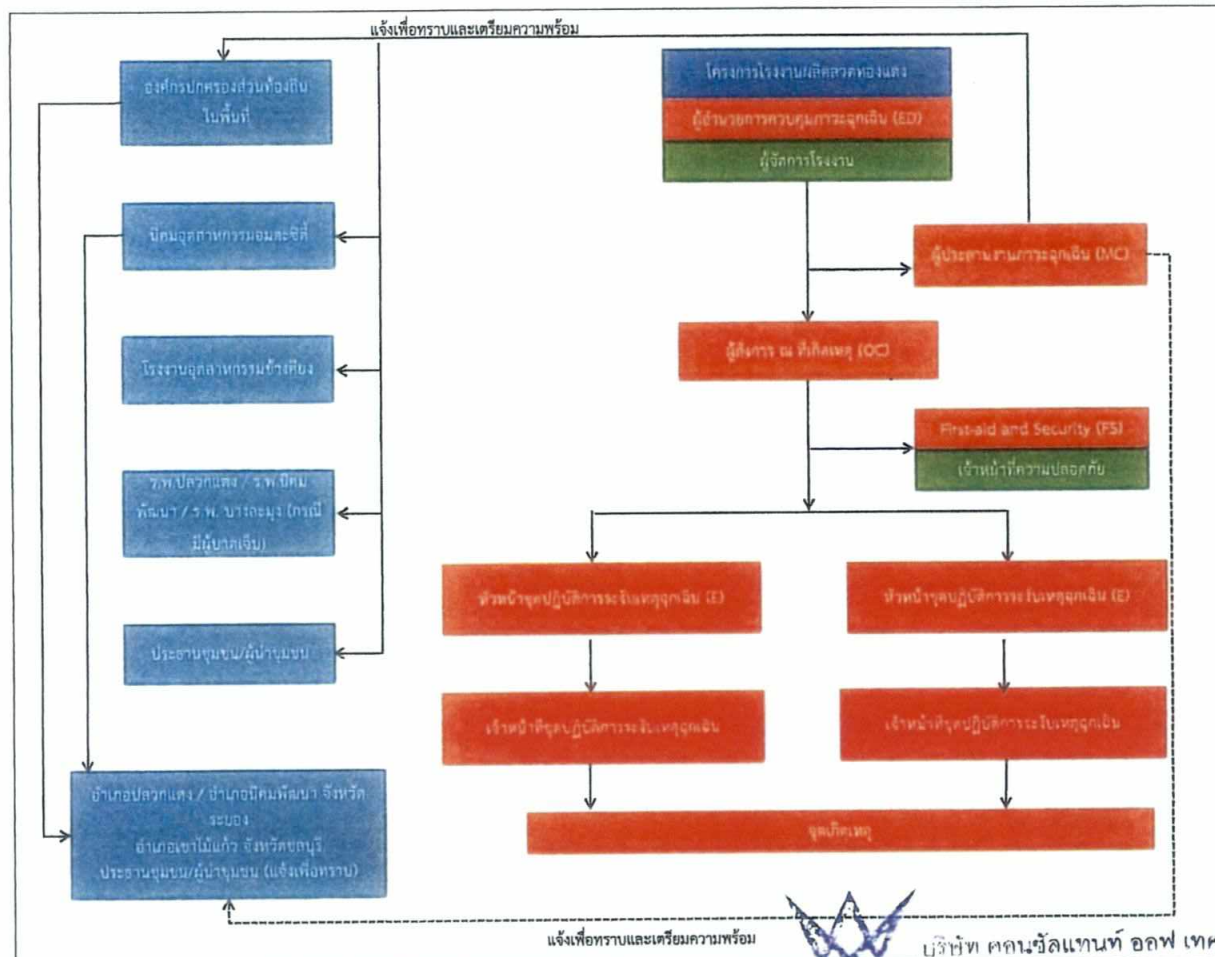 แจ้งเพื่อทราบและเตรียมความพร้อม
องค์กรปกครองส่วนท้องถิ่น
ในพื้นที่
โครงการโรงงานผลิตลวดทองแดง
ผู้อำนวยการควบคุมภาวะฉุกเฉิน (ED)
ผู้จัดการโรงงาน
นิคมอุตสาหกรรมอมตะซิตี้
ผู้ประสานงานภาวะฉุกเฉิน (MC)
โรงงานอุตสาหกรรมข้างเคียง
ผู้สั่งการ ณ ที่เกิดเหตุ (OC)
First-aid and Security (FS)
เจ้าหน้าที่ความปลอดภัย
ร.พ.ปลวกแดง / ร.พ.นิคม
พัฒนา / ร.พ. บางละมุง (กรณี
มีผู้บาดเจ็บ)
หัวหน้าชุดปฏิบัติการระงับเหตุฉุกเฉิน (E)
หัวหน้าชุดปฏิบัติการระงับเหตุฉุกเฉิน (E)
ประธานชุมชน/ผู้นำชุมชน
เจ้าหน้าที่ชุดปฏิบัติการระงับเหตุฉุกเฉิน
เจ้าหน้าที่ชุดปฏิบัติการระงับเหตุฉุกเฉิน
อำเภอปลวกแดง / อำเภอนิคมพัฒนา จังหวัด
ระยอง
อำเภอเขาไม้แก้ว จังหวัดชลบุรี
ประธานชุมชน/ผู้นำชุมชน (แจ้งเพื่อทราบ)
จุดเกิดเหตุ
แจ้งเพื่อทราบและเตรียมความพร้อม
บริษัท คอนซัลแทนท์ ออฟ เทค